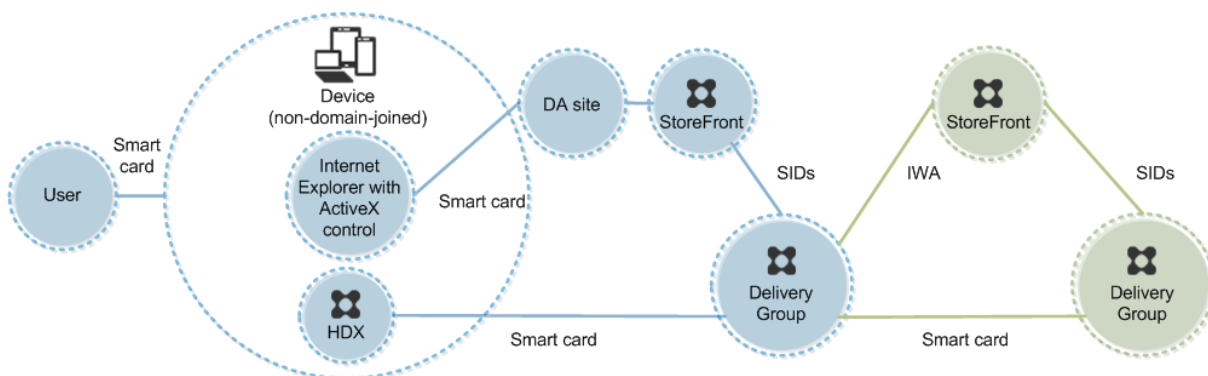 Device
(non-domain-joined)
DA site
StoreFront
StoreFront
Smart
card
User
Internet
Explorer with
ActiveX
control
Smart card
SIDs
IWA
SIDs
HDX
Smart card
Delivery
Group
Smart card
Delivery
Group